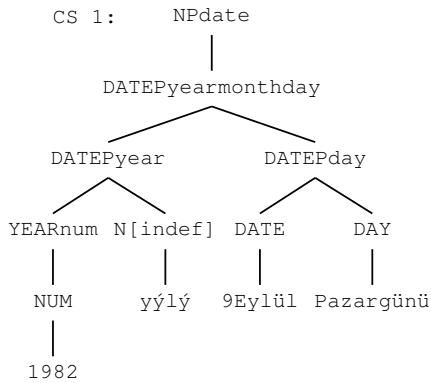 CS 1: NPdate
DATEPyearmonthday
DATEPyear DATEPday
YEARnum N[indef] DATE DAY
NUM yýlý 9Eylül Pazargünü
1982